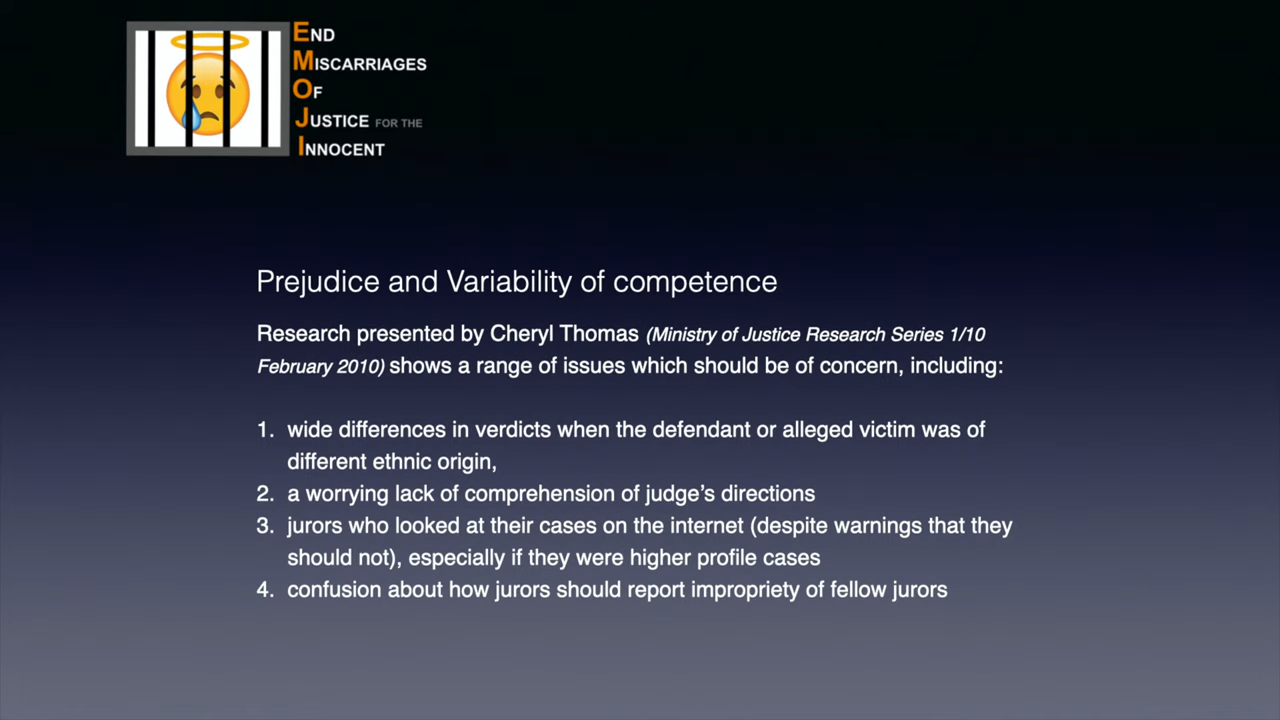 END
MISCARRIAGES
OF
JUSTICE FOR THE
INNOCENT
Prejudice and Variability of competence
Research presented by Cheryl Thomas (Ministry of Justice Research Series 1/10
February 2010) shows a range of issues which should be of concern, including:
1. wide differences in verdicts when the defendant or alleged victim was of
different ethnic origin,
2. a worrying lack of comprehension of judge’s directions
3. jurors who looked at their cases on the internet (despite warnings that they
should not), especially if they were higher profile cases
4. confusion about how jurors should report impropriety of fellow jurors